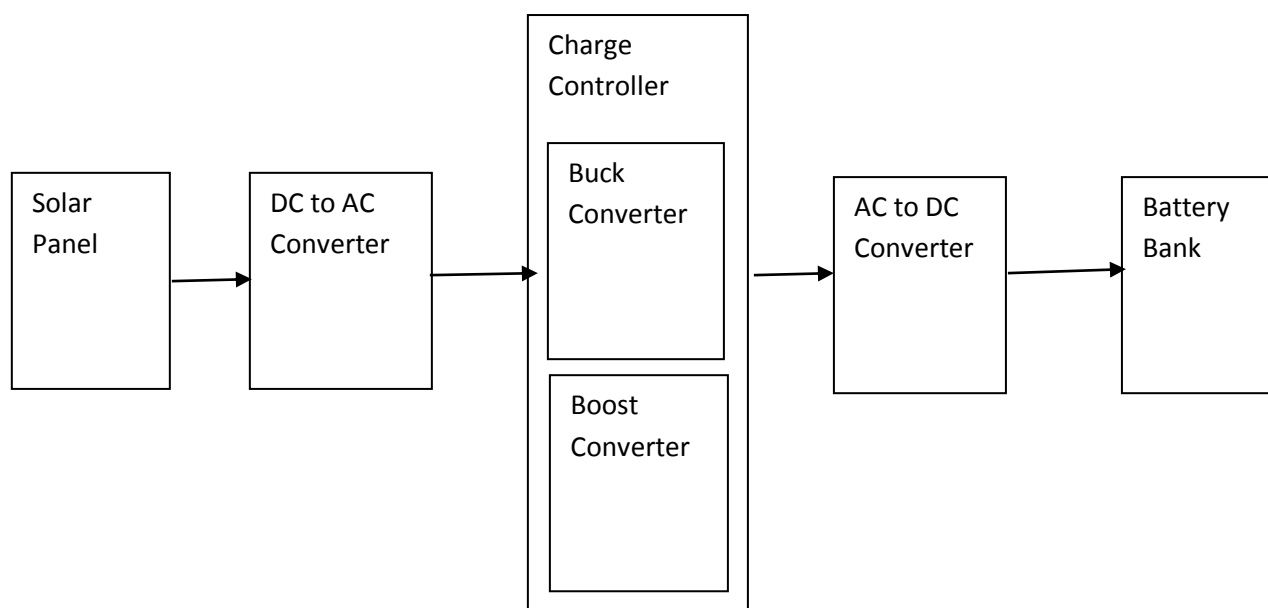 Charge
Controller
Solar
Panel
DC to AC
Converter
Buck
Converter
Boost
Converter
AC to DC
Converter
Battery
Bank